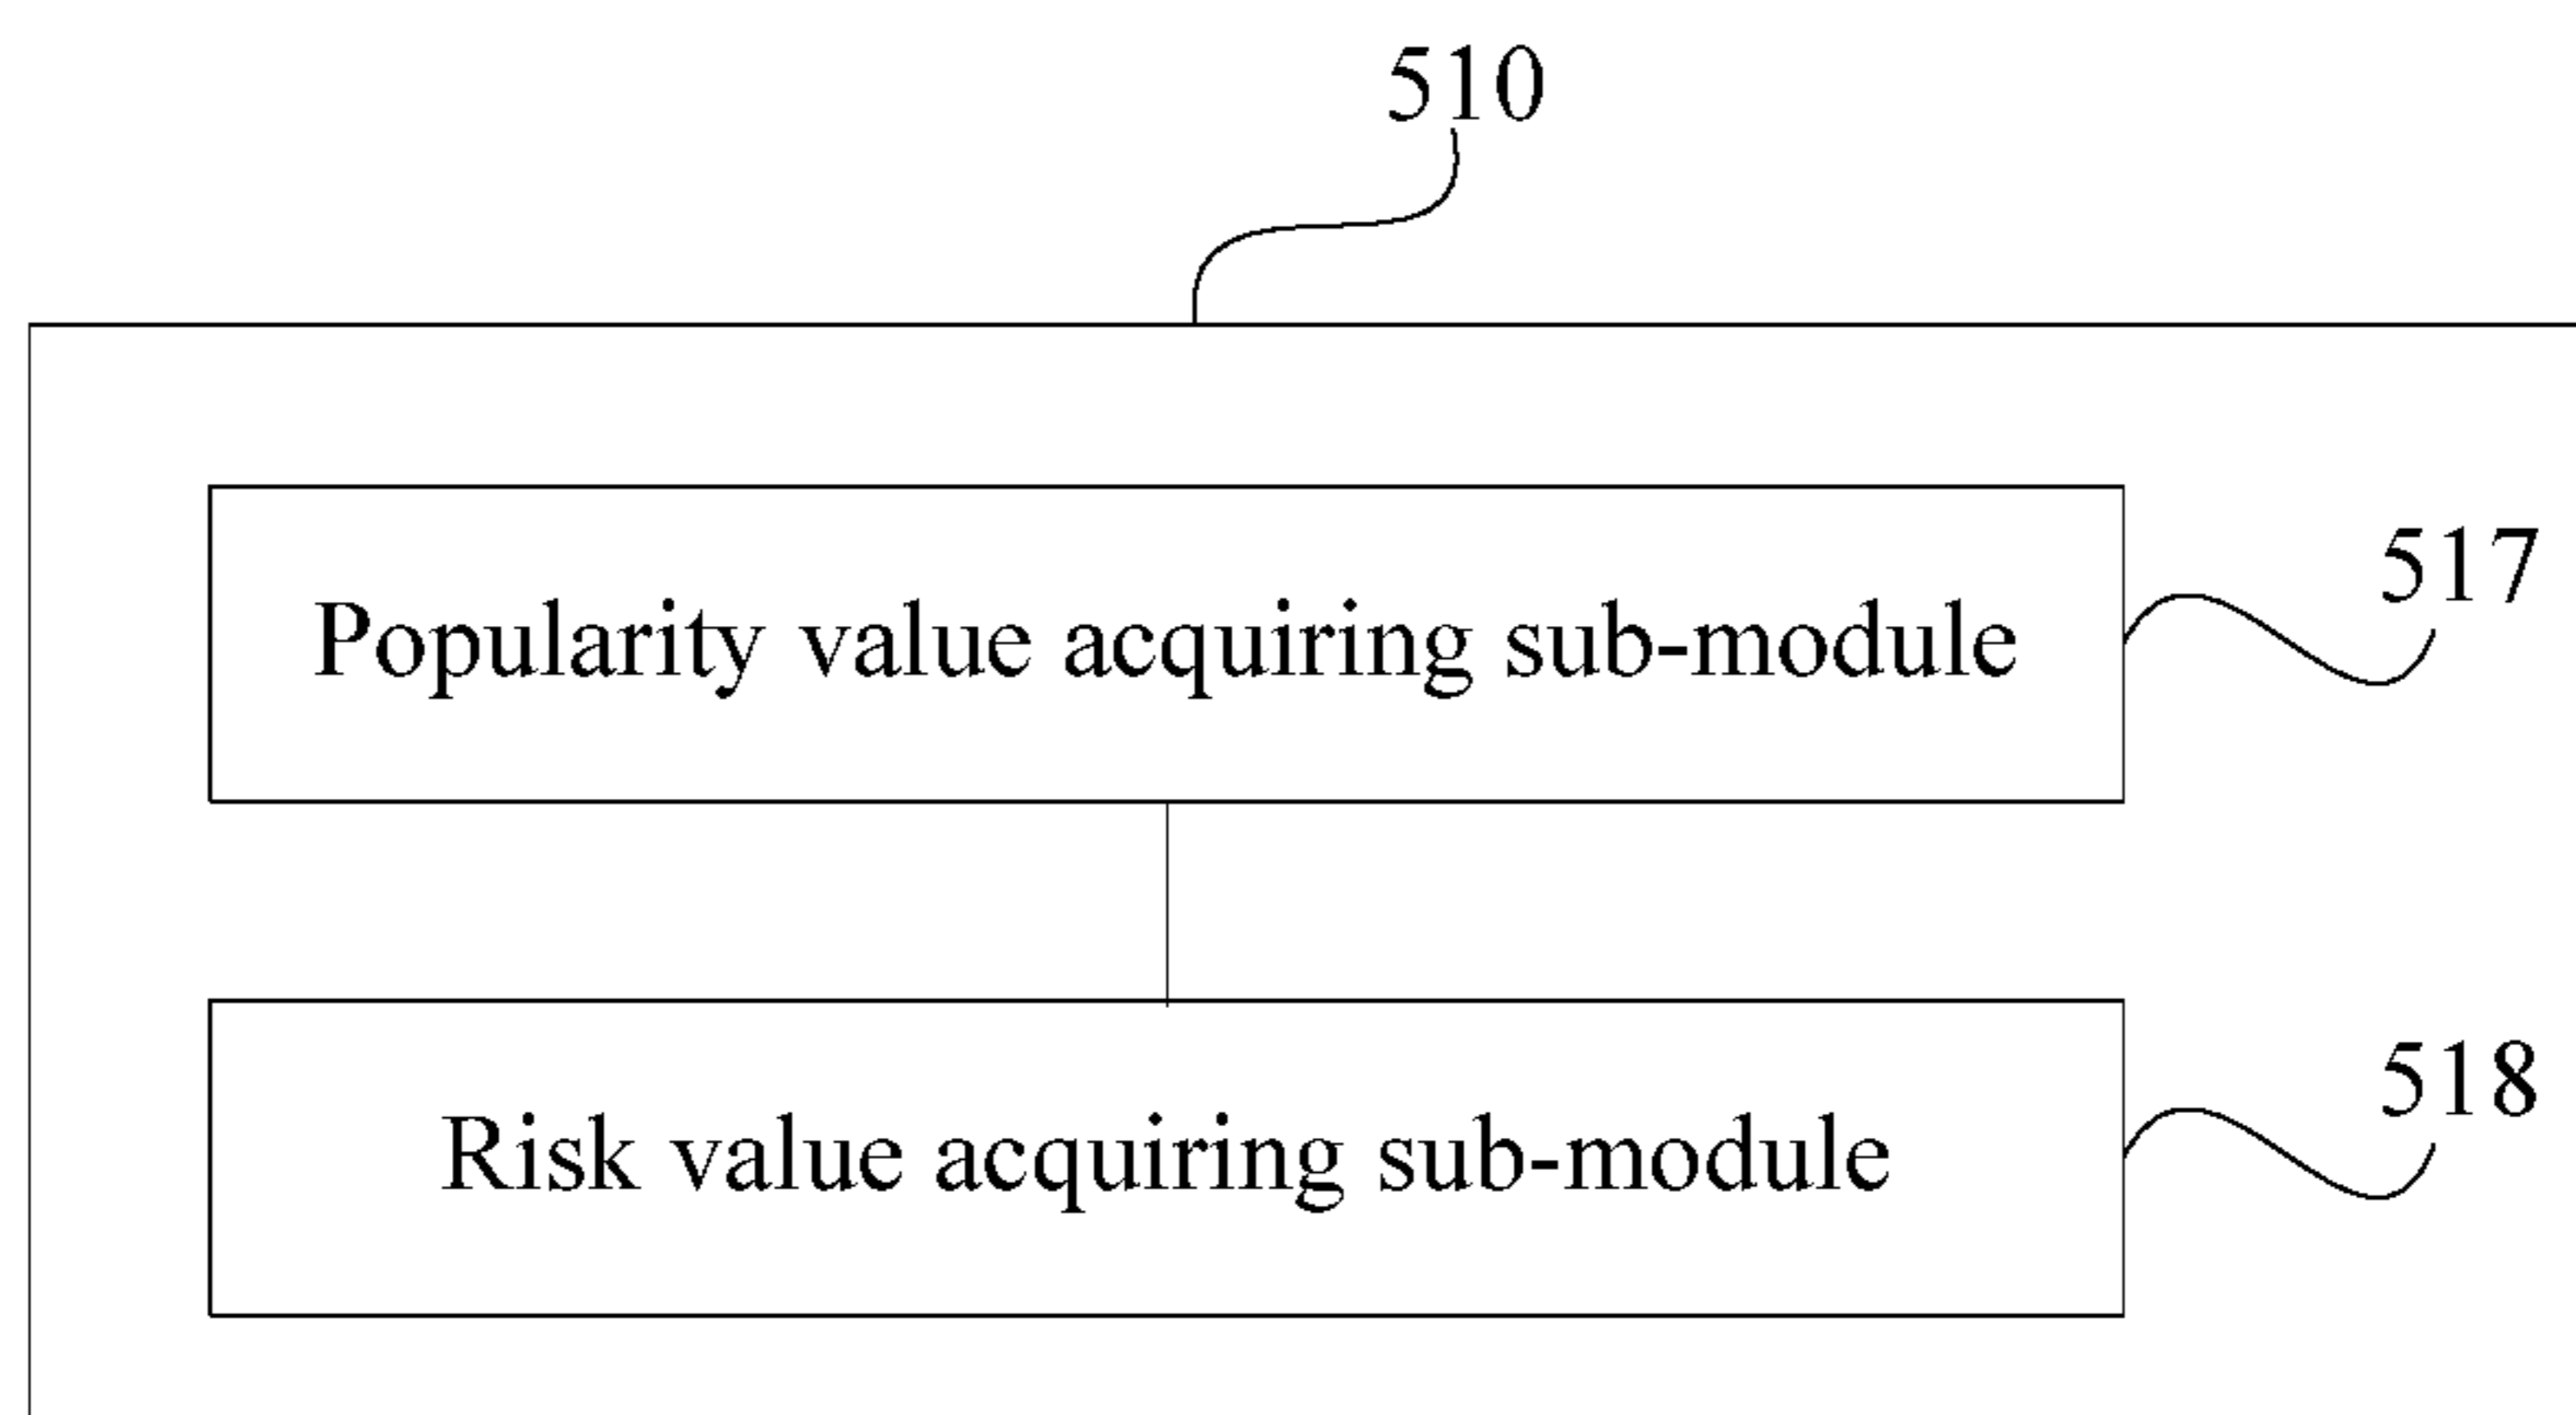 510
Popularity value acquiring sub-module
517
Risk value acquiring sub-module
518